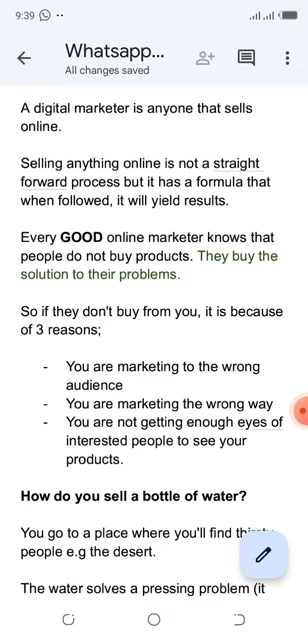 9:39
Whatsapp...
All changes saved
A digital marketer is anyone that sells
online.
Selling anything online is not a straight
forward process but it has a formula that
when followed, it will yield results.
Every GOOD online marketer knows that
people do not buy products. They buy the
solution to their problems.
So if they don't buy from you, it is because
of 3 reasons;
- You are marketing to the wrong
audience
- You are marketing the wrong way
- You are not getting enough eyes of
interested people to see your
products.
How do you sell a bottle of water?
You go to a place where you'll find thirsty
people e.g the desert.
The water solves a pressing problem (it